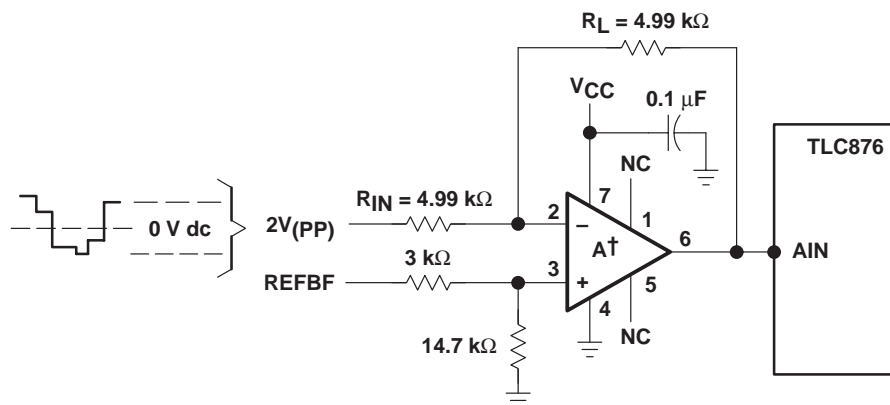 R_L = 4.99 kΩ
V_CC
0.1 µF
TLC876
NC
R_IN = 4.99 kΩ
7
0 V dc
2V_(PP)
2
−
1
A†
6
AIN
3 kΩ
3
+
REFBF
5
4
NC
14.7 kΩ